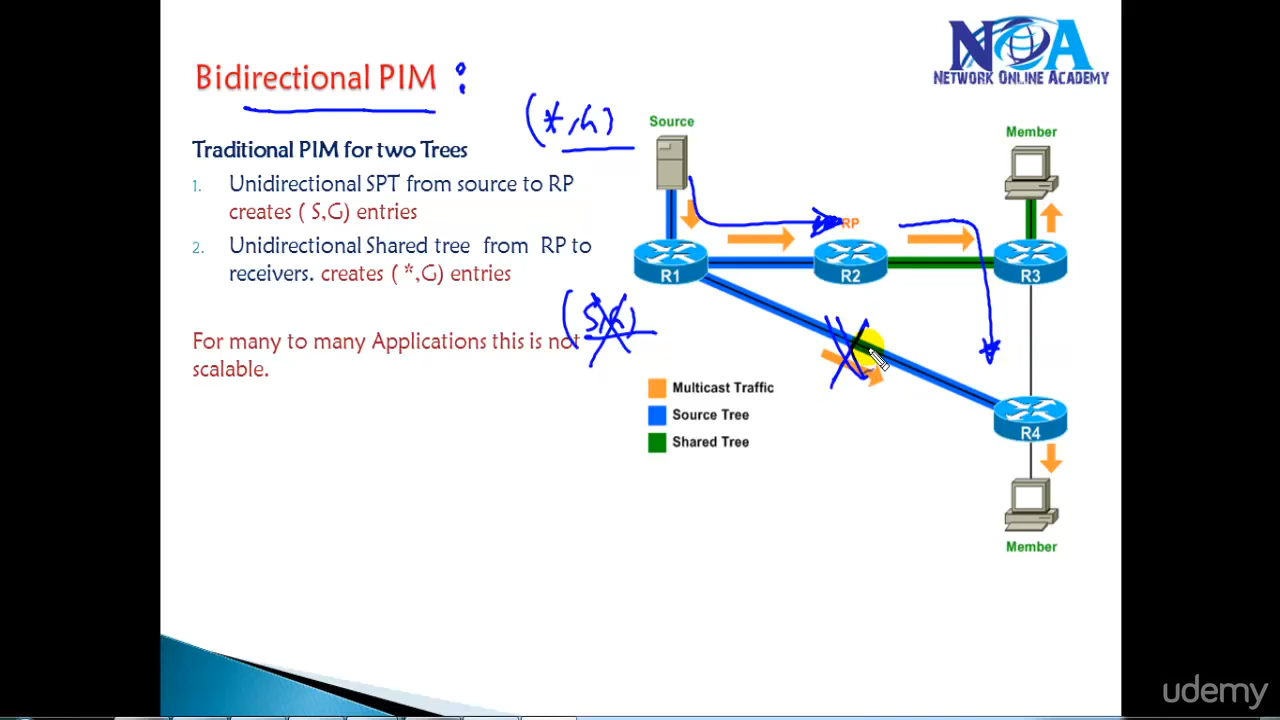 NOA
NETWORK ONLINE ACADEMY
Bidirectional PIM :
(*,G)
Traditional PIM for two Trees
1. Unidirectional SPT from source to RP
creates ( S,G) entries
2. Unidirectional Shared tree from RP to
receivers. creates ( *,G) entries
(S,G)
For many to many Applications this is not
scalable.
Source
Member
RP
R1
R2
R3
Multicast Traffic
Source Tree
Shared Tree
R4
Member
udemy